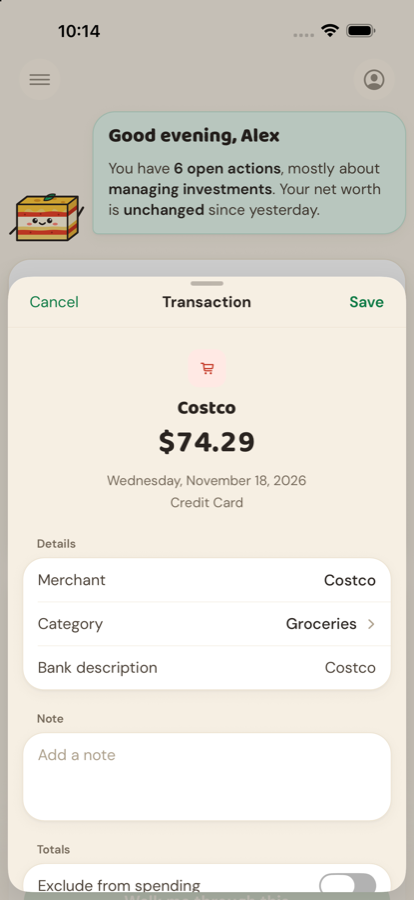 10:14
Good evening, Alex
You have 6 open actions, mostly about
managing investments. Your net worth
is unchanged since yesterday.
Cancel
Transaction
Save
Costco
$74.29
Wednesday, November 18, 2026
Credit Card
Details
Merchant
Costco
Category
Groceries
Bank description
Costco
Note
Add a note
Totals
Exclude from spending